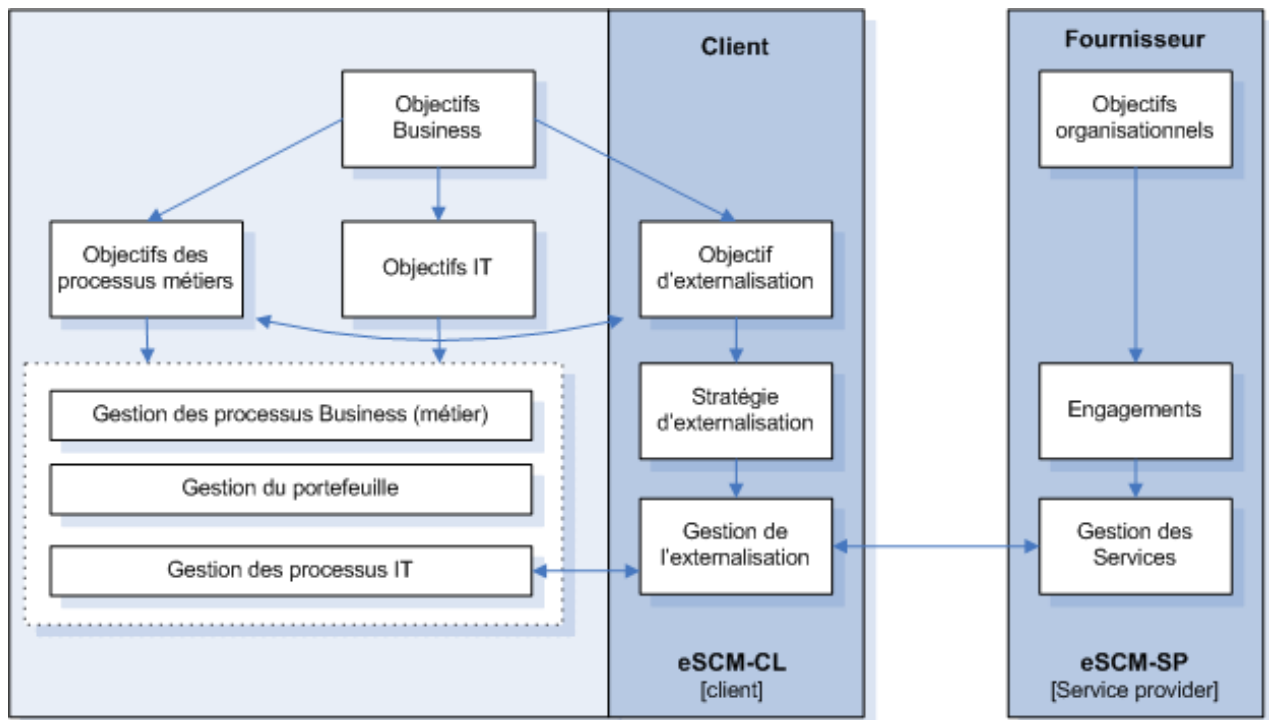 Client
Fournisseur
Objectifs
Business
Objectifs
organisationnels
Objectifs des
processus métiers
Objectifs IT
Objectif
d'externalisation
Stratégie
d'externalisation
Engagements
Gestion des processus Business (métier)
Gestion du portefeuille
Gestion des processus IT
Gestion de
l'externalisation
Gestion des
Services
eSCM-CL
[client]
eSCM-SP
[Service provider]